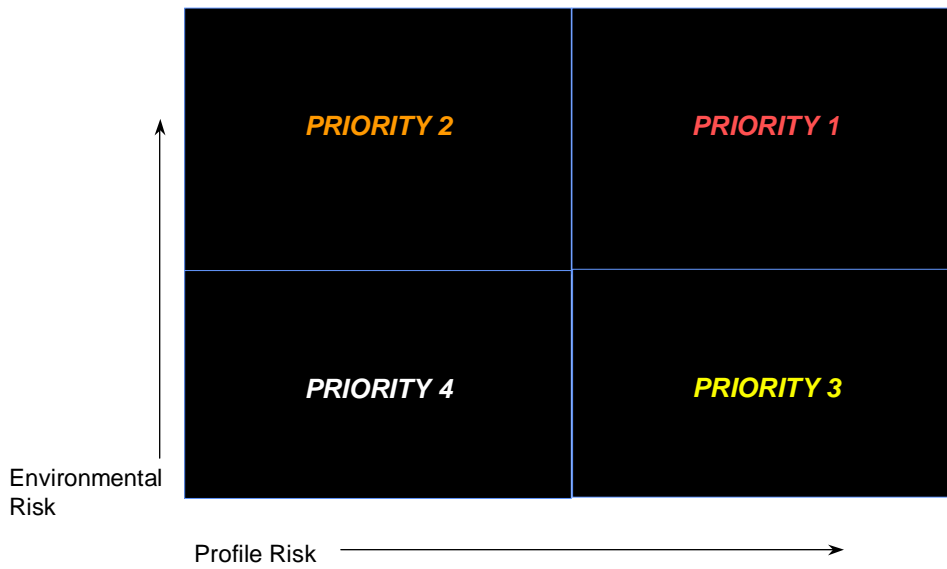 PRIORITY 2
PRIORITY 1
PRIORITY 4
PRIORITY 3
Environmental
Risk
Profile Risk